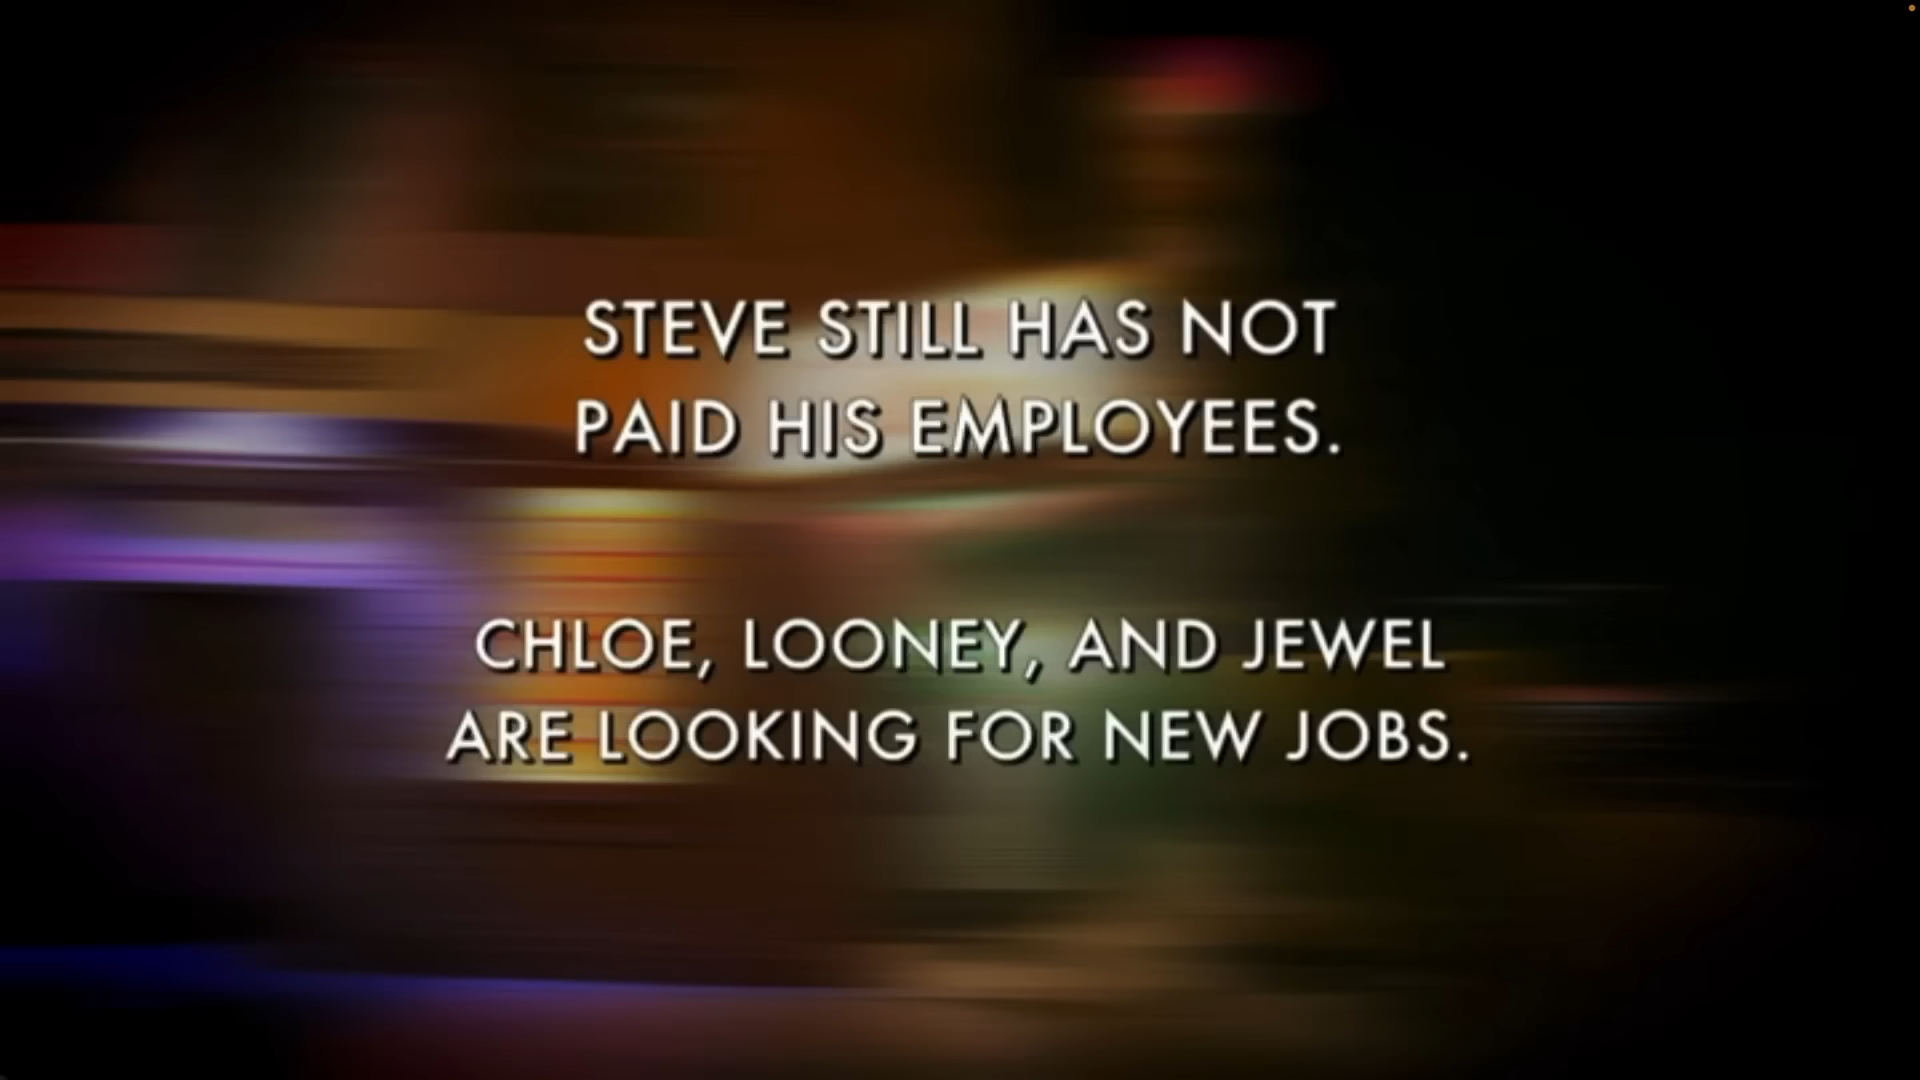 STEVE STILL HAS NOT
PAID HIS EMPLOYEES.
CHLOE, LOONEY, AND JEWEL
ARE LOOKING FOR NEW JOBS.